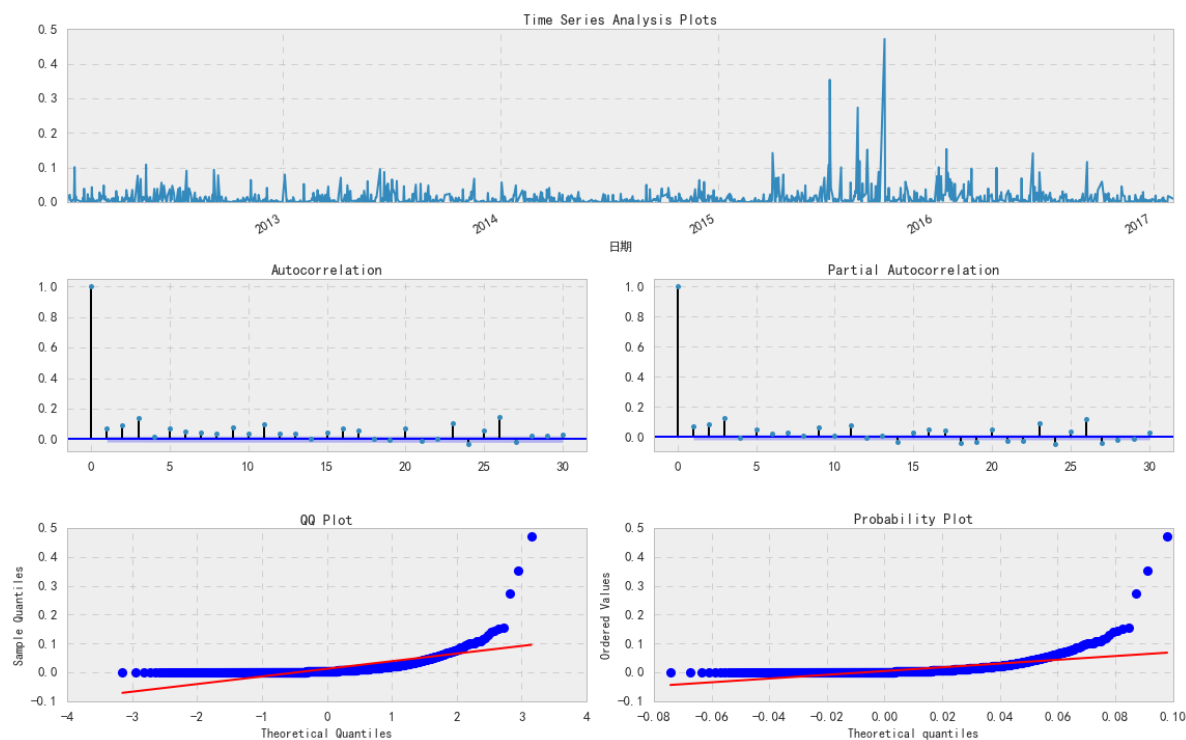 Time Series Analysis Plots
0.5
0.4
0.3
0.2
0.1
0.0
2013
2014
2015
2016
2017
日期
Autocorrelation
1.0
0.8
0.6
0.4
0.2
0.0
0 5 10 15 20 25 30
Partial Autocorrelation
1.0
0.8
0.6
0.4
0.2
0.0
0 5 10 15 20 25 30
QQ Plot
Sample Quantiles
0.5
0.4
0.3
0.2
0.1
0.0
−0.1
−4 −3 −2 −1 0 1 2 3 4
Theoretical Quantiles
Probability Plot
Ordered Values
0.5
0.4
0.3
0.2
0.1
0.0
−0.1
−0.08 −0.06 −0.04 −0.02 0.00 0.02 0.04 0.06 0.08 0.10
Theoretical quantiles